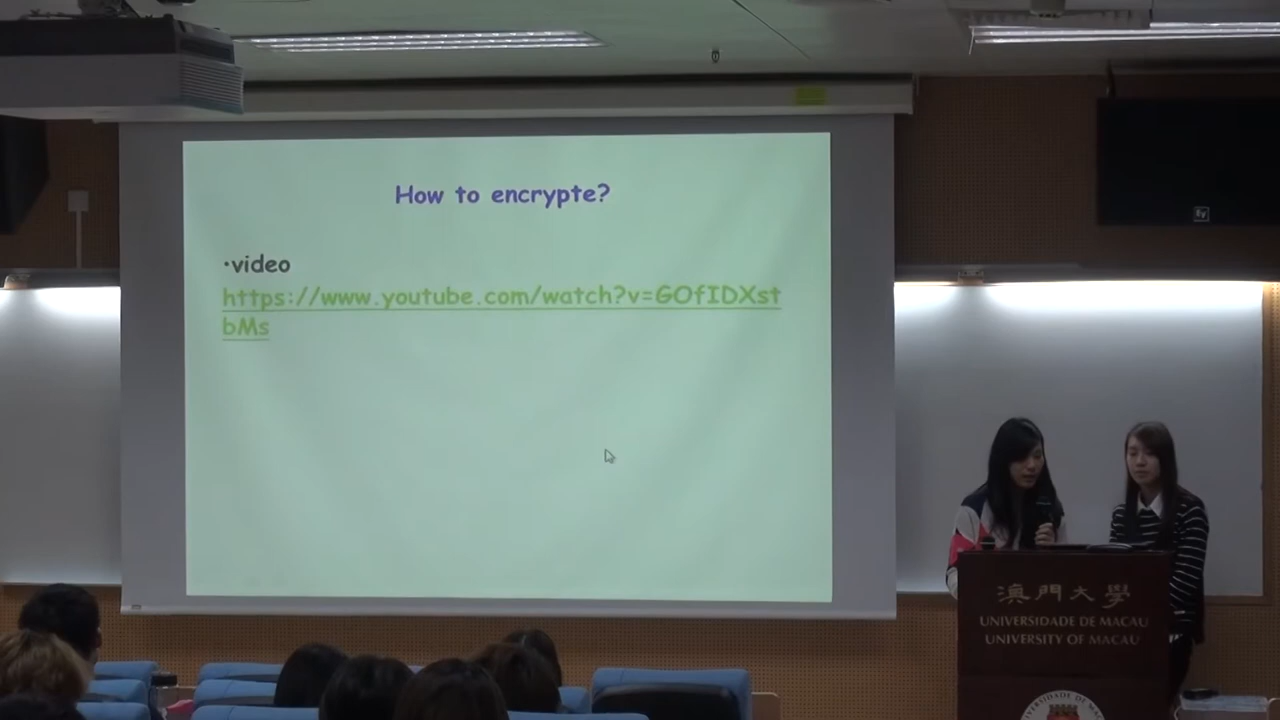 How to encrypte?
·video
https://www.youtube.com/watch?v=GOfIDXst
bMs
澳門大學
UNIVERSIDADE DE MACAU
UNIVERSITY OF MACAU
EV